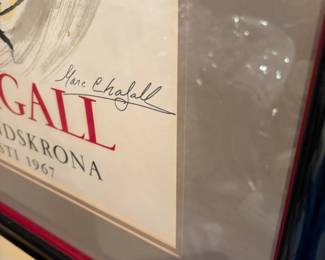 Marc Chagall
GALL
DSKRONA
STI 1967